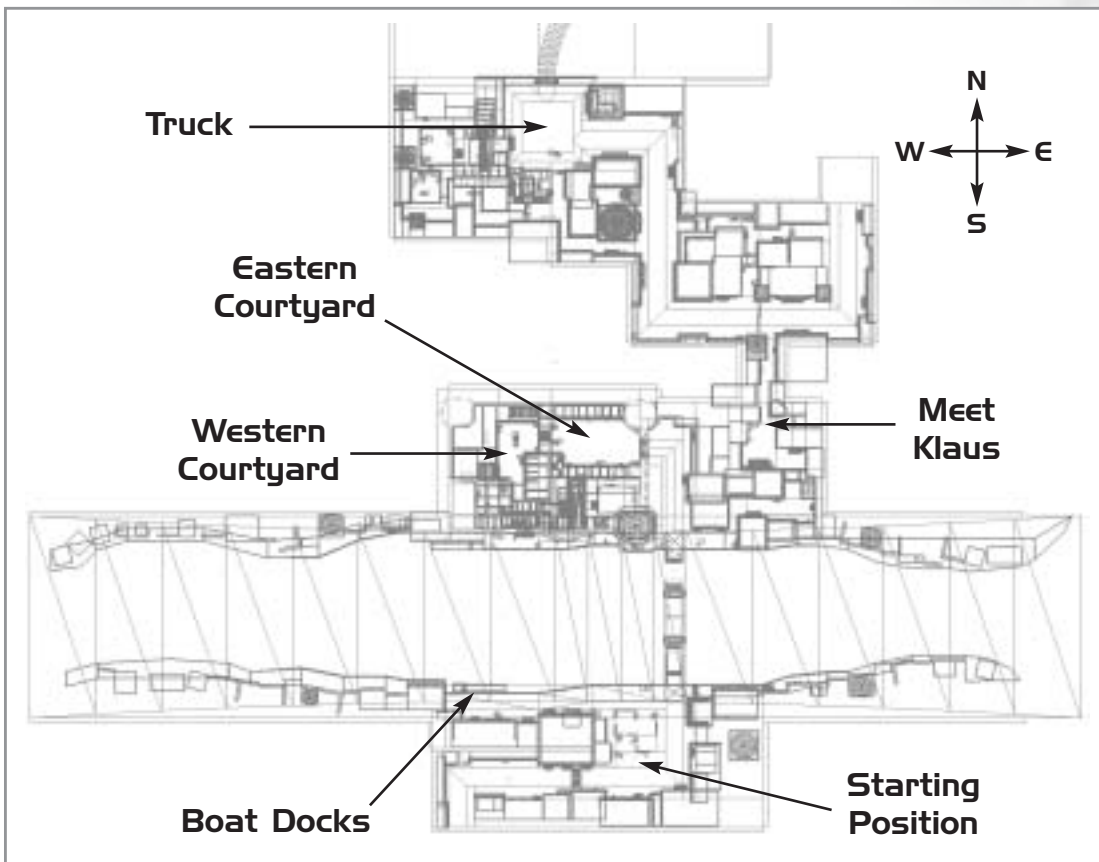 N
Truck
W E
S
Eastern
Courtyard
Western
Courtyard
Meet
Klaus
Boat Docks
Starting
Position